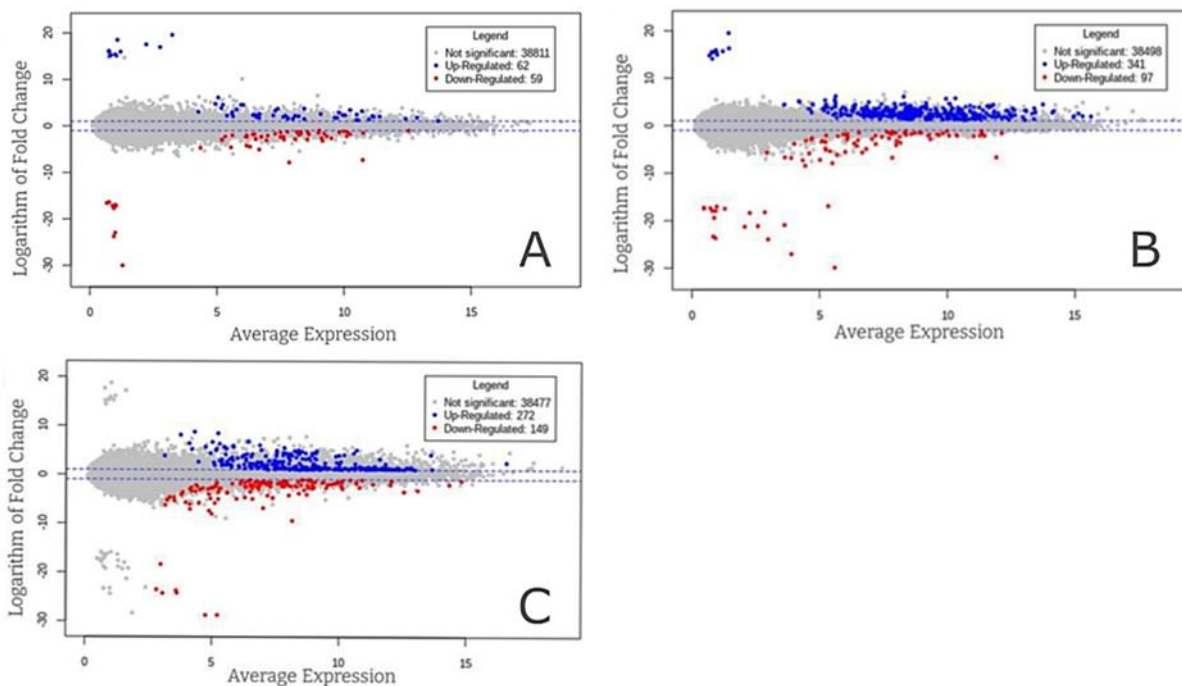 Legend
Not significant: 38811
Up-Regulated: 62
Down-Regulated: 59
Logarithm of Fold Change
20
10
0
-10
-20
-30
0 5 10 15
Average Expression
A
Legend
Not significant: 38498
Up-Regulated: 341
Down-Regulated: 97
Logarithm of Fold Change
20
10
0
-10
-20
-30
0 5 10 15
Average Expression
B
Legend
Not significant: 38477
Up-Regulated: 272
Down-Regulated: 149
Logarithm of Fold Change
20
10
0
-10
-20
-30
0 5 10 15
Average Expression
C